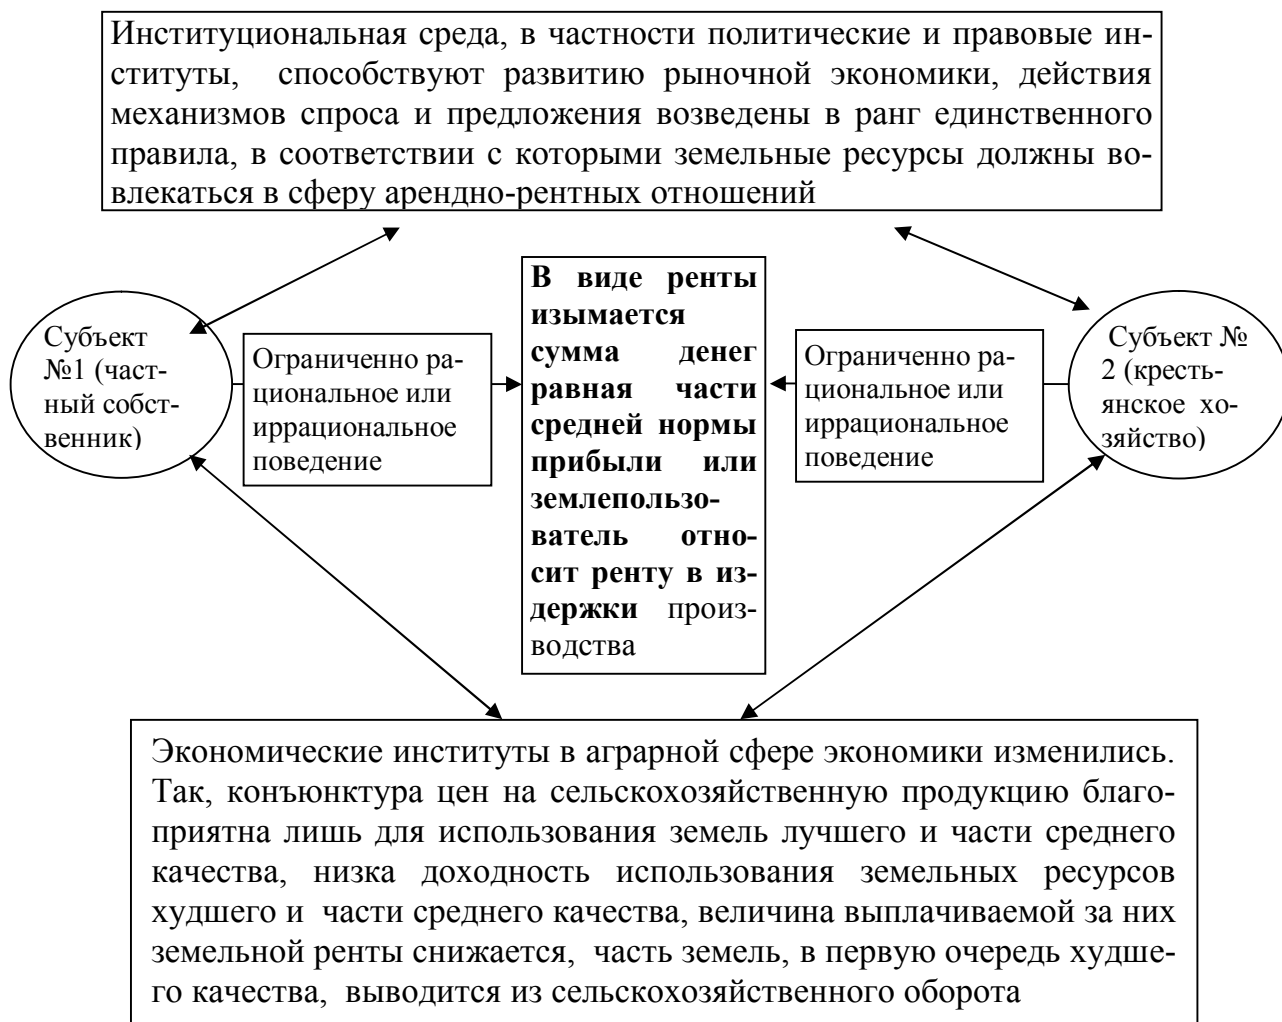 Институциональная среда, в частности политические и правовые ин-
ституты, способствуют развитию рыночной экономики, действия
механизмов спроса и предложения возведены в ранг единственного
правила, в соответствии с которыми земельные ресурсы должны во-
влекаться в сферу арендно-рентных отношений
Субъект
№1 (част-
ный собст-
венник)
Ограниченно ра-
циональное или
иррациональное
поведение
В виде ренты
изымается
сумма денег
равная части
средней нормы
прибыли или
землепользо-
ватель отно-
сит ренту в из-
держки произ-
водства
Ограниченно ра-
циональное или
иррациональное
поведение
Субъект №
2 (кресть-
янское хо-
зяйство)
Экономические институты в аграрной сфере экономики изменились.
Так, конъюнктура цен на сельскохозяйственную продукцию благо-
приятна лишь для использования земель лучшего и части среднего
качества, низка доходность использования земельных ресурсов
худшего и части среднего качества, величина выплачиваемой за них
земельной ренты снижается, часть земель, в первую очередь худше-
го качества, выводится из сельскохозяйственного оборота